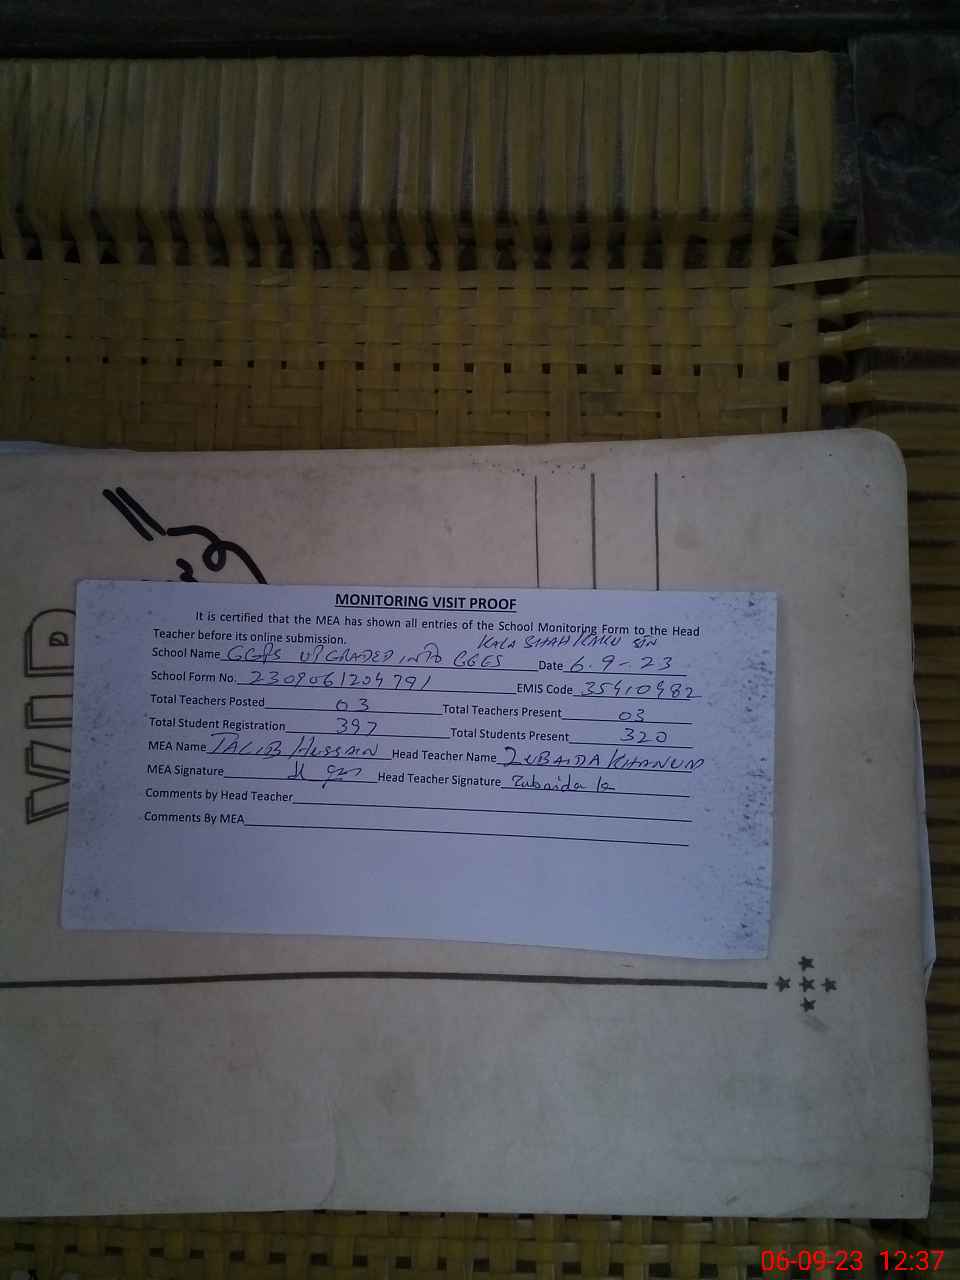 MONITORING VISIT PROOF
It is certified that the MEA has shown all entries of the School Monitoring Form to the Head
Teacher before its online submission. KALA SHAH KAKU STN
School Name GGPS UPGRADED INTO GGES Date 6.9-.23
School Form No. 2309061204791 EMIS Code 35410482
Total Teachers Posted 03 Total Teachers Present 03
Total Student Registration 397 Total Students Present 320
MEA Name TALIB HUSSAIN Head Teacher Name ZUBAIDA KHANUM
MEA Signature Head Teacher Signature Zubaida k
Comments by Head Teacher
Comments By MEA
VIP
06-09-23 12:37